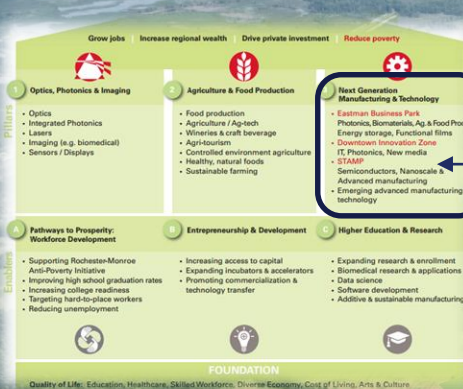 Grow jobs | Increase regional wealth | Drive private investment | Reduce poverty
Pillars
1 Optics, Photonics & Imaging
• Optics
• Integrated Photonics
• Lasers
• Imaging (e.g. biomedical)
• Sensors / Displays
2 Agriculture & Food Production
• Food production
• Agriculture / Ag-tech
• Wineries & craft beverage
• Agri-tourism
• Controlled environment agriculture
• Healthy, natural foods
• Sustainable farming
Next Generation
Manufacturing & Technology
• Eastman Business Park
Photonics, Biomaterials, Ag. & Food Pro
Energy storage, Functional films
• Downtown Innovation Zone
IT, Photonics, New media
• STAMP
Semiconductors, Nanoscale &
Advanced manufacturing
• Emerging advanced manufacturing
technology
Enablers
A Pathways to Prosperity:
Workforce Development
• Supporting Rochester-Monroe
Anti-Poverty Initiative
• Improving high school graduation rates
• Increasing college readiness
• Targeting hard-to-place workers
• Reducing unemployment
B Entrepreneurship & Development
• Increasing access to capital
• Expanding incubators & accelerators
• Promoting commercialization &
technology transfer
C Higher Education & Research
• Expanding research & enrollment
• Biomedical research & applications
• Data science
• Software development
• Additive & sustainable manufacturing
FOUNDATION
Quality of Life: Education, Healthcare, Skilled Workforce, Diverse Economy, Cost of Living, Arts & Culture